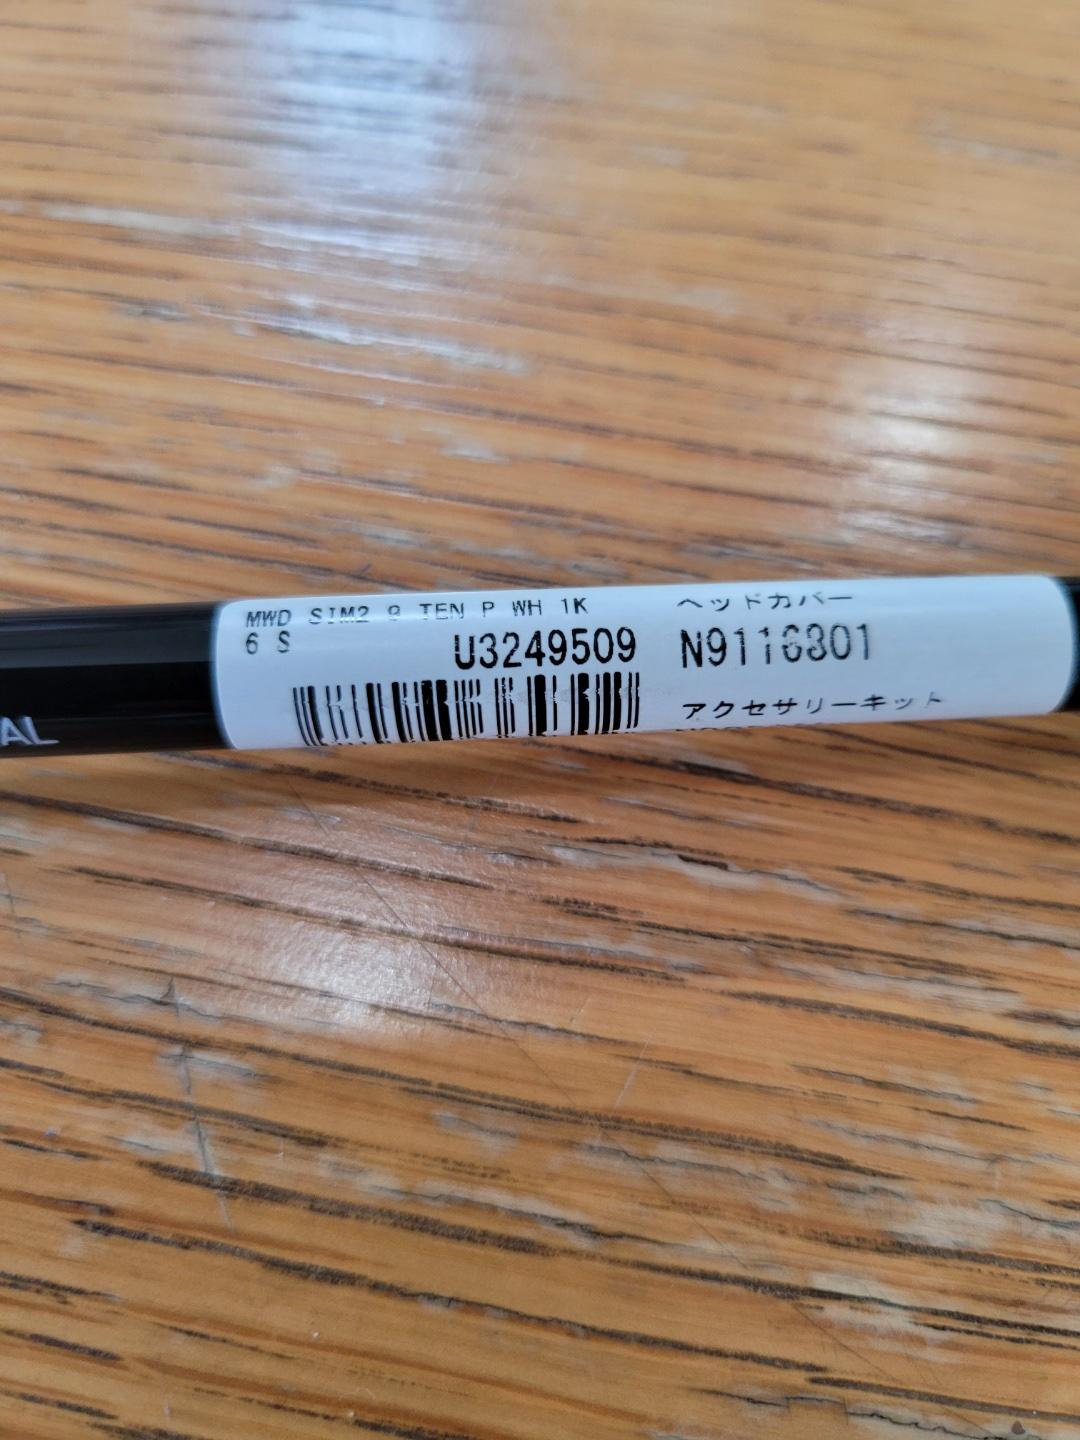 MWD SIM2 9 TEN P WH 1K
6 S
U3249509
ヘッドカバー
N9116301
アクセサリーキット
AL